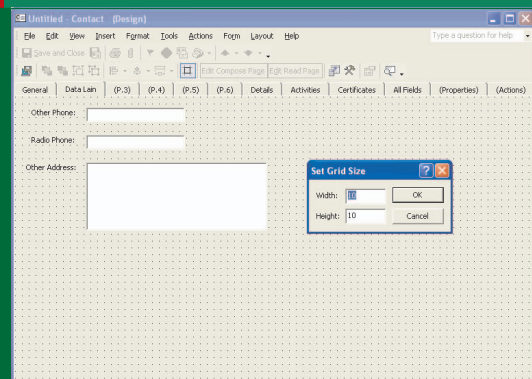 Untitled - Contact (Design)
File Edit View Insert Format Tools Actions Form Layout Help
Type a question for help
Save and Close
Edit Compose Page Edit Read Page
General Data Lain (P.3) (P.4) (P.5) (P.6) Details Activities Certificates All Fields (Properties) (Actions)
Other Phone:
Radio Phone:
Other Address:
Set Grid Size
Width: 10 OK
Height: 10 Cancel